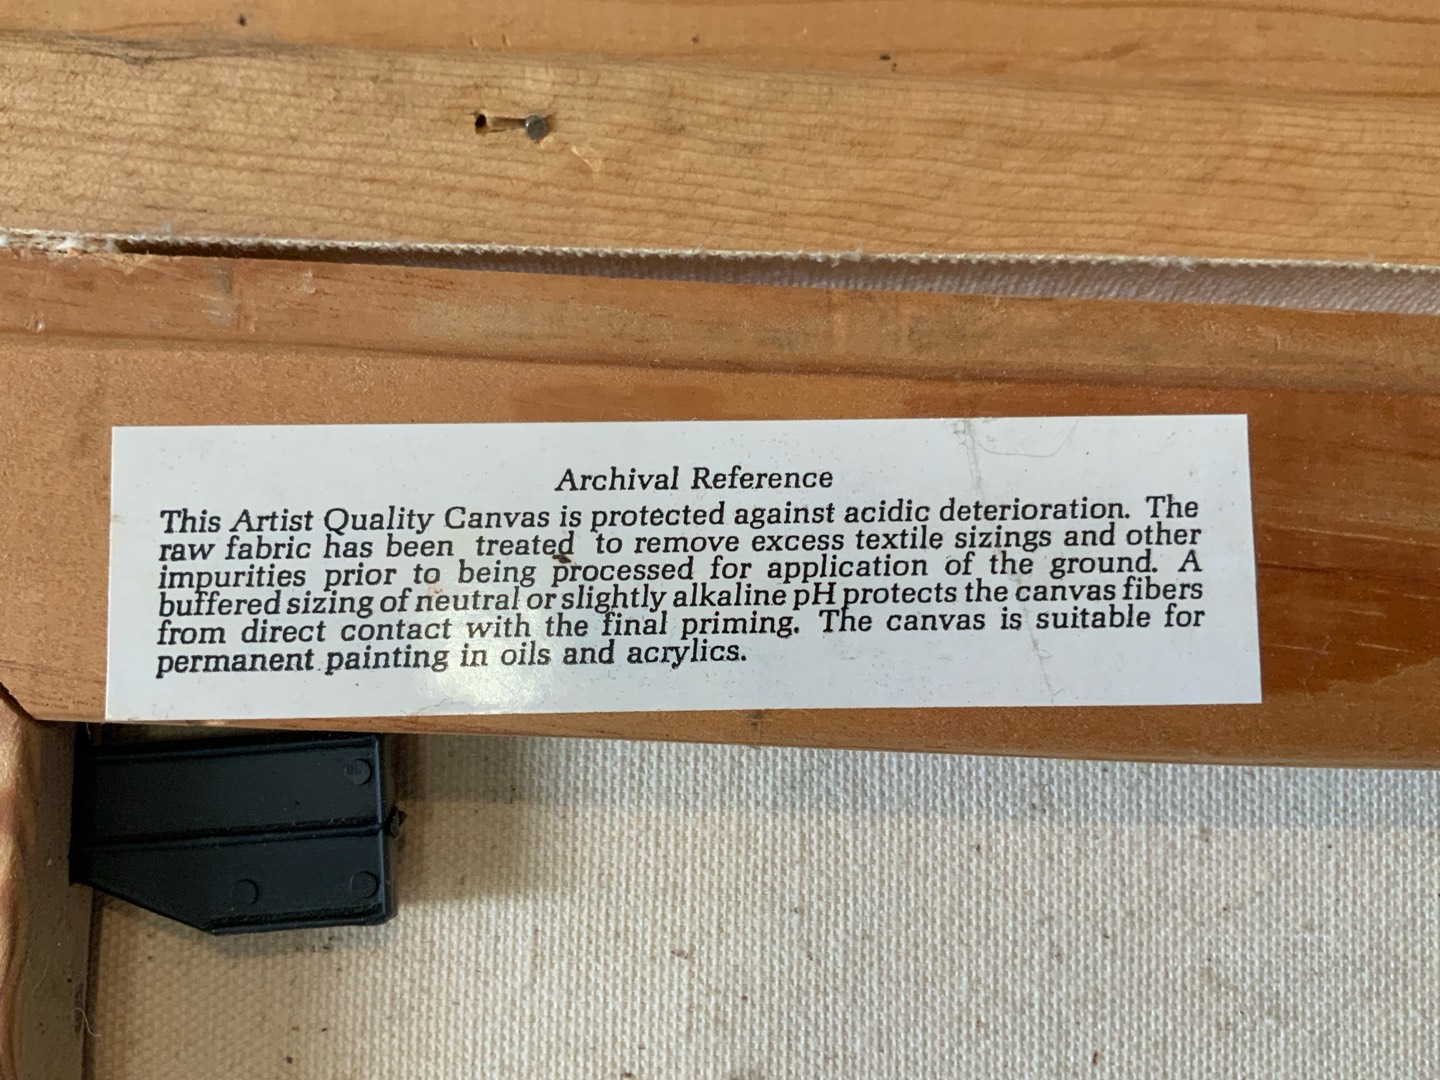 Archival Reference
This Artist Quality Canvas is protected against acidic deterioration. The
raw fabric has been treated to remove excess textile sizings and other
impurities prior to being processed for application of the ground. A
buffered sizing of neutral or slightly alkaline pH protects the canvas fibers
from direct contact with the final priming. The canvas is suitable for
permanent painting in oils and acrylics.